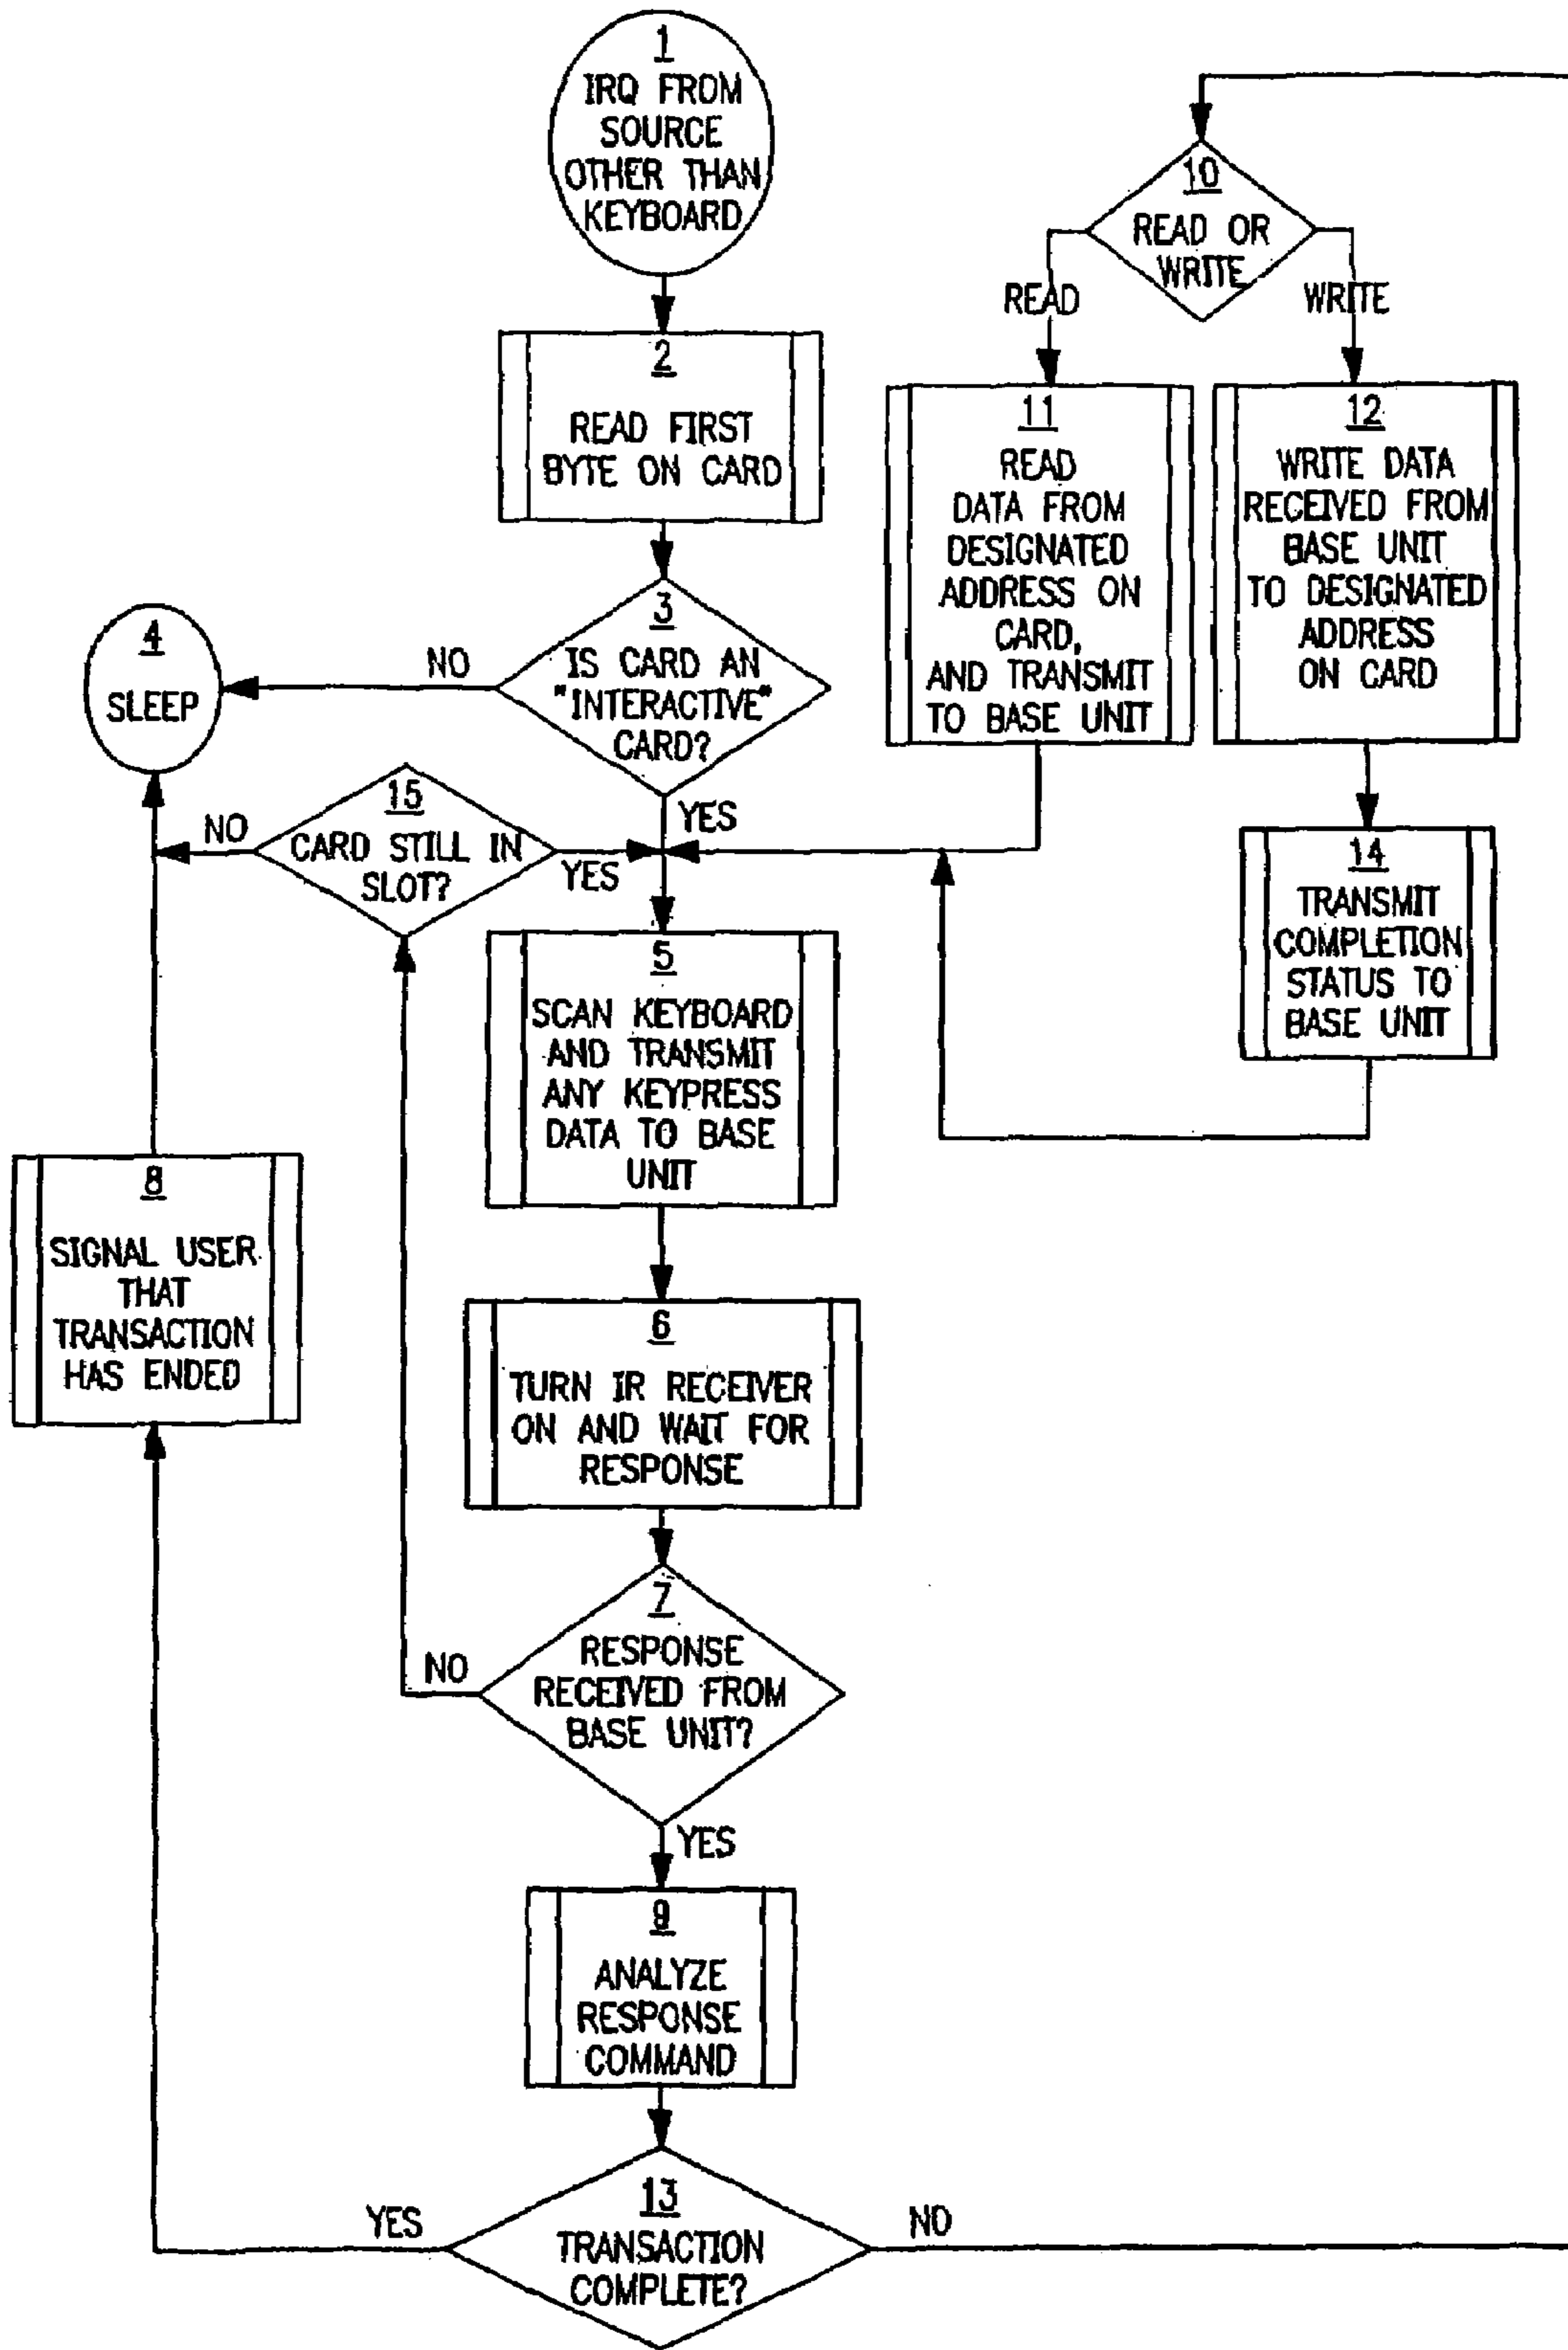 1
IRQ FROM
SOURCE
OTHER THAN
KEYBOARD
2
READ FIRST
BYTE ON CARD
3
IS CARD AN
"INTERACTIVE"
CARD?
NO
YES
4
SLEEP
15
CARD STILL IN
SLOT?
NO
YES
5
SCAN KEYBOARD
AND TRANSMIT
ANY KEYPRESS
DATA TO BASE
UNIT
6
TURN IR RECEIVER
ON AND WAIT FOR
RESPONSE
7
RESPONSE
RECEIVED FROM
BASE UNIT?
NO
YES
8
SIGNAL USER
THAT
TRANSACTION
HAS ENDED
9
ANALYZE
RESPONSE
COMMAND
13
TRANSACTION
COMPLETE?
YES
NO
10
READ OR
WRITE
READ
WRITE
11
READ
DATA FROM
DESIGNATED
ADDRESS ON
CARD,
AND TRANSMIT
TO BASE UNIT
12
WRITE DATA
RECEIVED FROM
BASE UNIT
TO DESIGNATED
ADDRESS
ON CARD
14
TRANSMIT
COMPLETION
STATUS TO
BASE UNIT